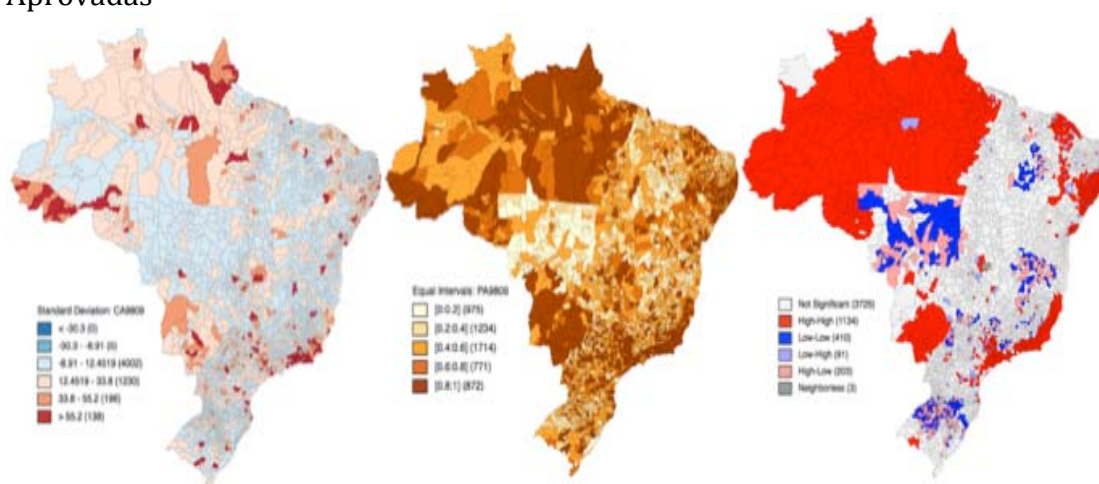 Aprovadas
Standard Deviation: CA9809
< -30.3 (0)
-30.3 - -8.91 (0)
-8.91 - 12.4519 (4002)
12.4519 - 33.8 (1230)
33.8 - 55.2 (196)
> 55.2 (138)
Equal Intervals: PA9809
[0:0.2] (975)
[0.2:0.4] (1234)
[0.4:0.6] (1714)
[0.6:0.8] (771)
[0.8:1] (872)
Not Significant (3725)
High-High (1134)
Low-Low (410)
Low-High (91)
High-Low (203)
Neighborless (3)